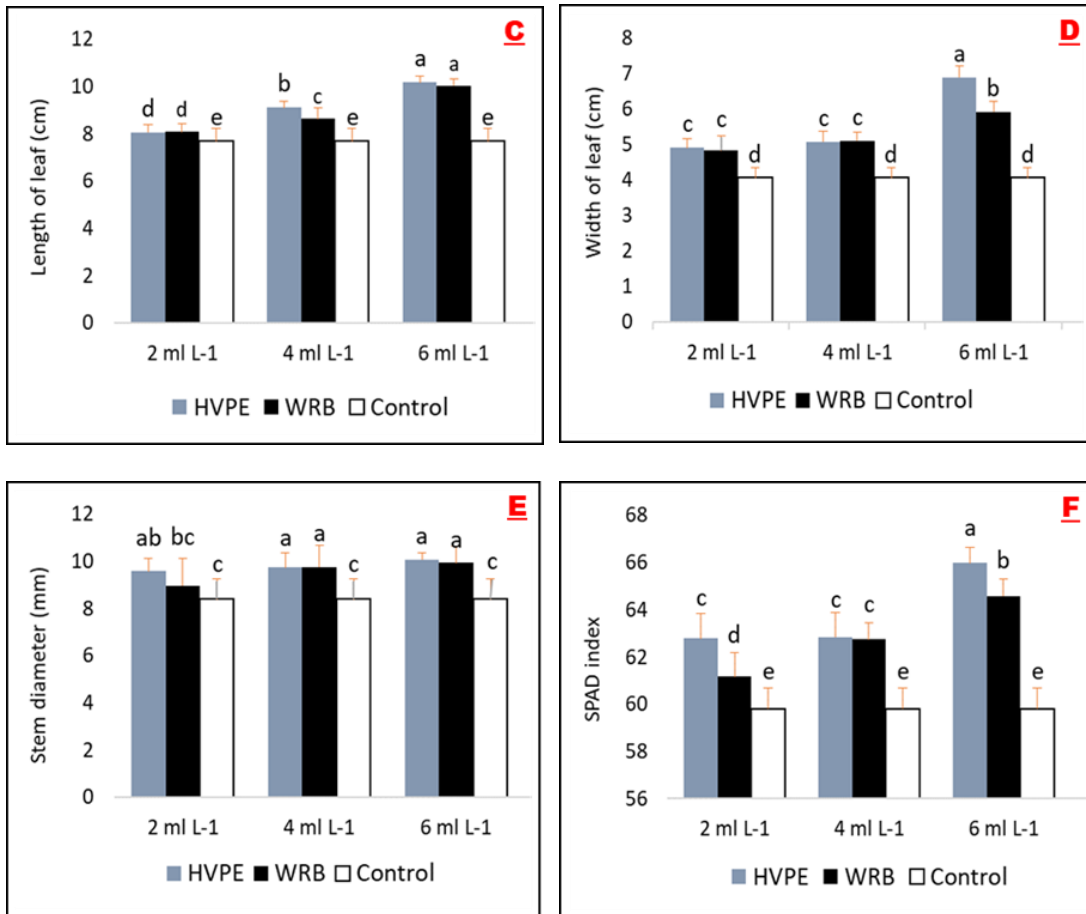 C
Length of leaf (cm)
12
10
8
6
4
2
0
d d e
b c e
a a e
2 ml L-1 4 ml L-1 6 ml L-1
HVPE WRB Control
D
Width of leaf (cm)
8
7
6
5
4
3
2
1
0
c c d
c c d
a b d
2 ml L-1 4 ml L-1 6 ml L-1
HVPE WRB Control
E
Stem diameter (mm)
12
10
8
6
4
2
0
ab bc c
a a c
a a c
2 ml L-1 4 ml L-1 6 ml L-1
HVPE WRB Control
F
SPAD index
68
66
64
62
60
58
56
c d e
c c e
a b e
2 ml L-1 4 ml L-1 6 ml L-1
HVPE WRB Control